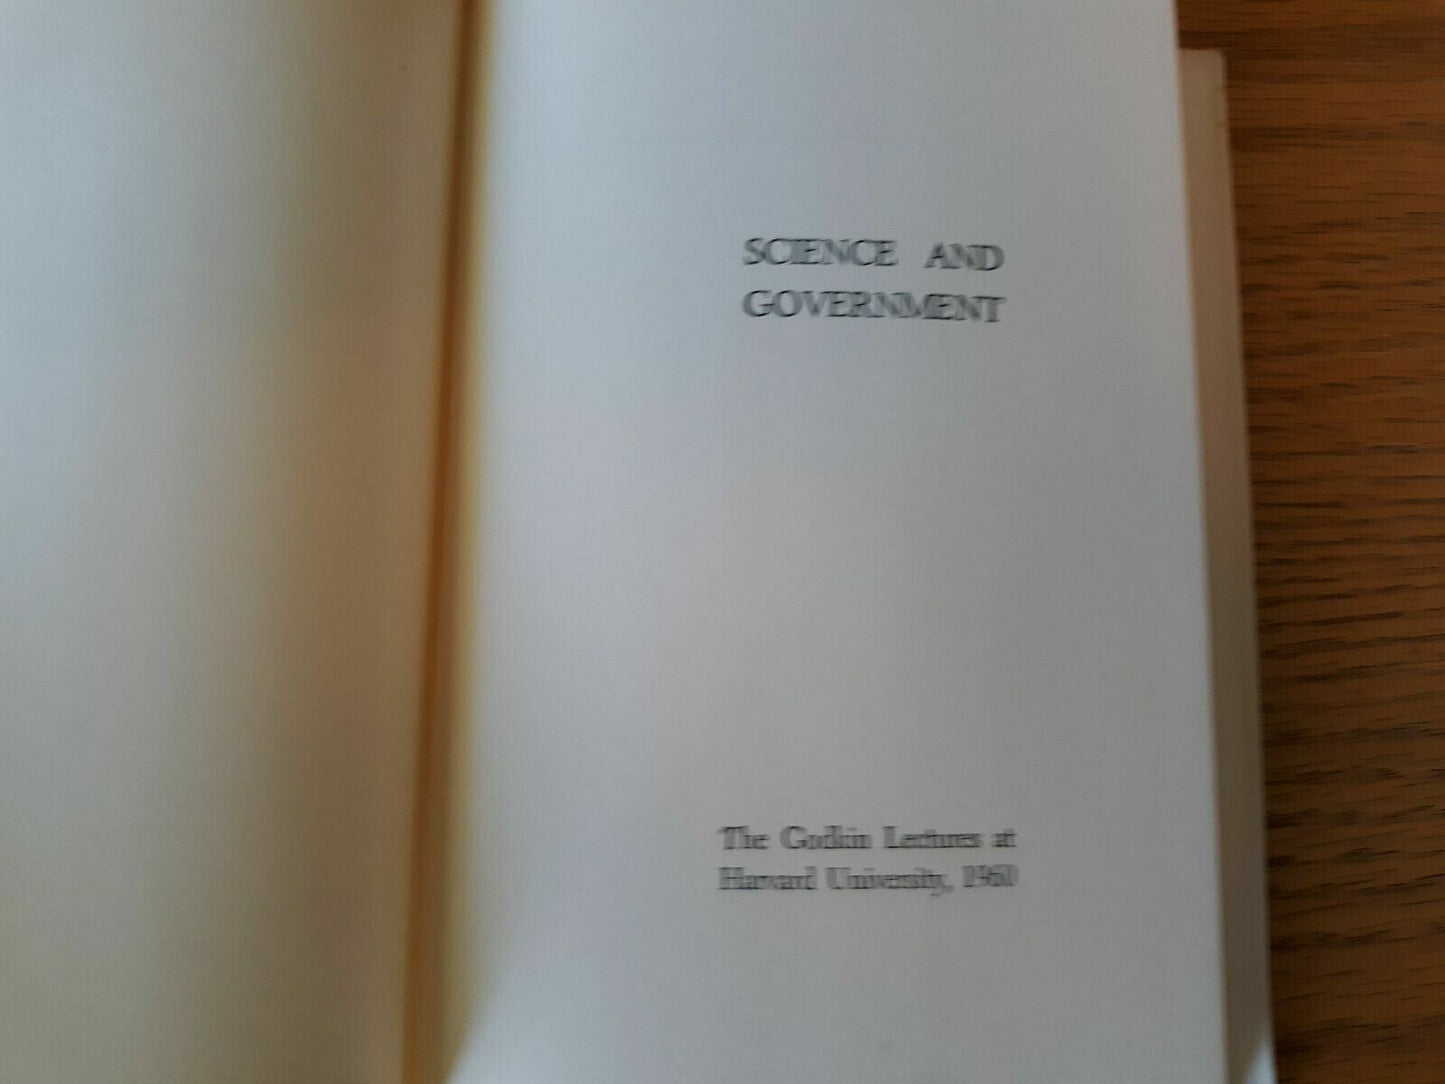 SCIENCE AND
GOVERNMENT
The Godkin Lectures at
Harvard University, 1960